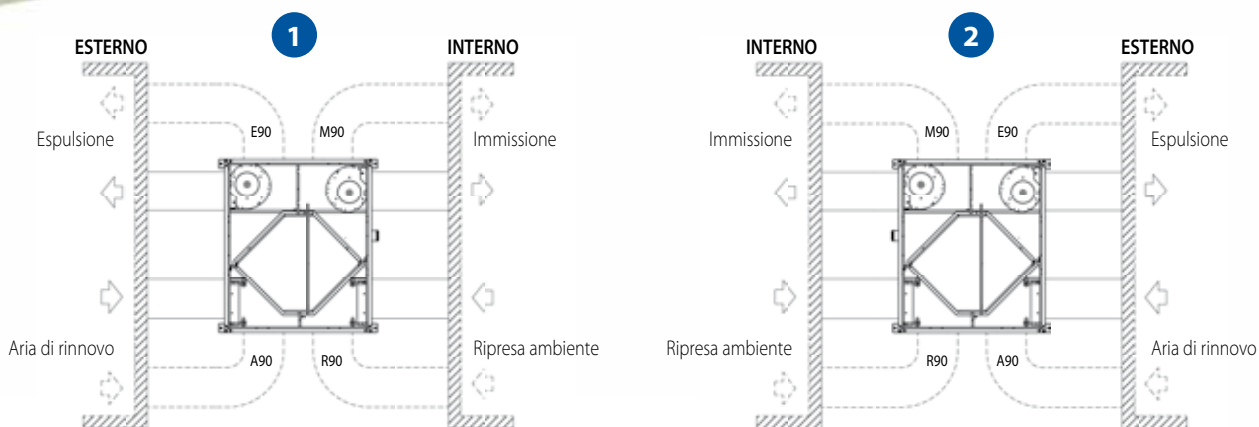 1
ESTERNO
INTERNO
Espulsione
E90
M90
Immissione
Aria di rinnovo
A90
R90
Ripresa ambiente
2
INTERNO
ESTERNO
Immissione
M90
E90
Espulsione
Ripresa ambiente
R90
A90
Aria di rinnovo